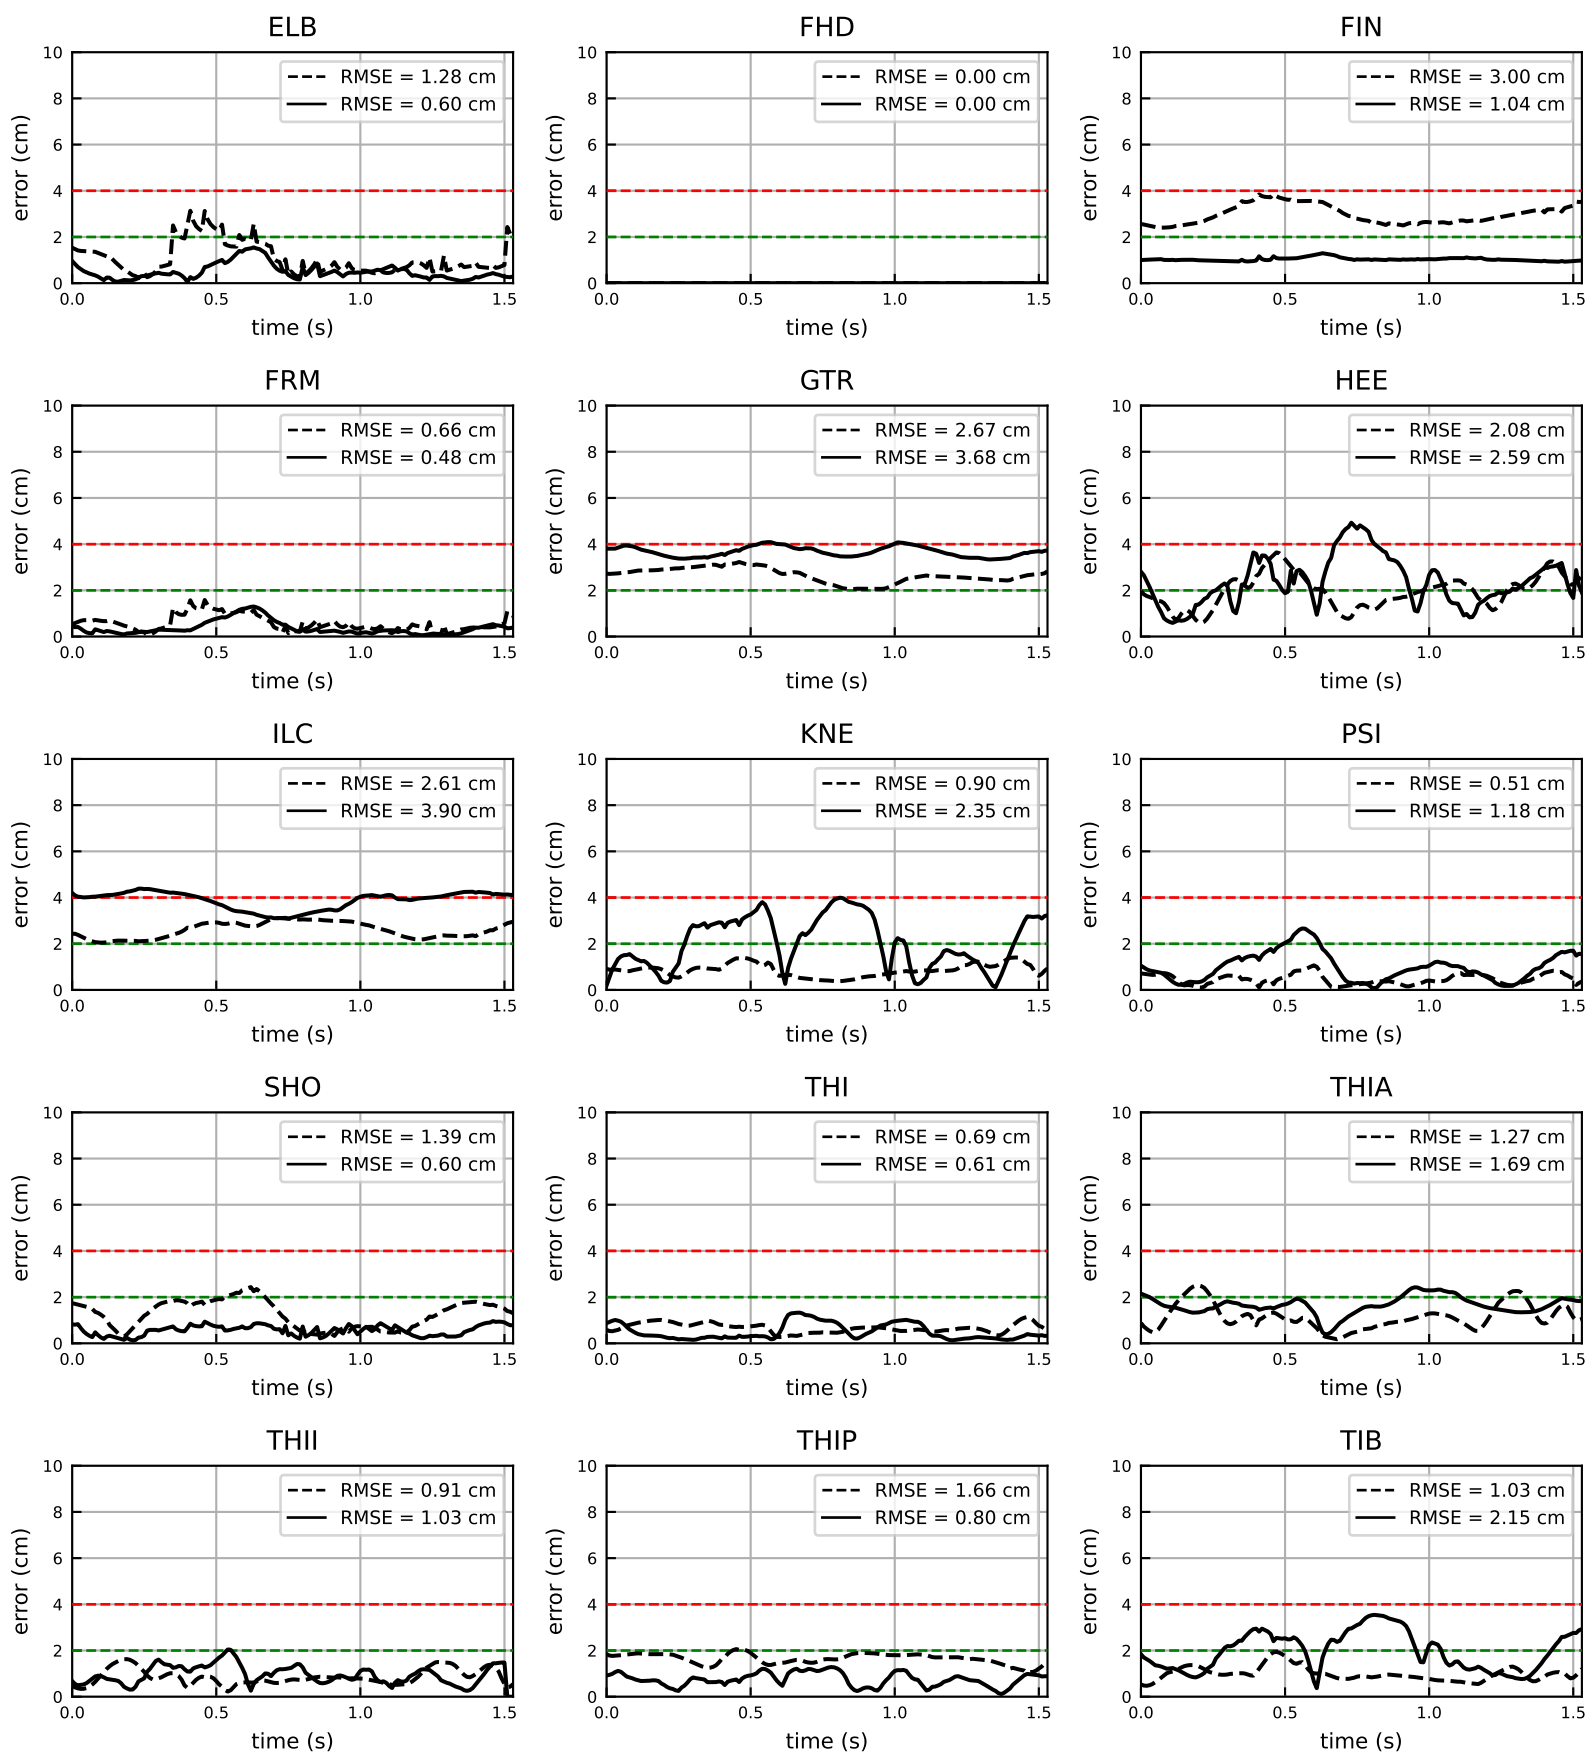 ELB
RMSE = 1.28 cm
RMSE = 0.60 cm
10
8
6
4
2
0
error (cm)
0.0 0.5 1.0 1.5
time (s)
FHD
RMSE = 0.00 cm
RMSE = 0.00 cm
10
8
6
4
2
0
error (cm)
0.0 0.5 1.0 1.5
time (s)
FIN
RMSE = 3.00 cm
RMSE = 1.04 cm
10
8
6
4
2
0
error (cm)
0.0 0.5 1.0 1.5
time (s)
FRM
RMSE = 0.66 cm
RMSE = 0.48 cm
10
8
6
4
2
0
error (cm)
0.0 0.5 1.0 1.5
time (s)
GTR
RMSE = 2.67 cm
RMSE = 3.68 cm
10
8
6
4
2
0
error (cm)
0.0 0.5 1.0 1.5
time (s)
HEE
RMSE = 2.08 cm
RMSE = 2.59 cm
10
8
6
4
2
0
error (cm)
0.0 0.5 1.0 1.5
time (s)
ILC
RMSE = 2.61 cm
RMSE = 3.90 cm
10
8
6
4
2
0
error (cm)
0.0 0.5 1.0 1.5
time (s)
KNE
RMSE = 0.90 cm
RMSE = 2.35 cm
10
8
6
4
2
0
error (cm)
0.0 0.5 1.0 1.5
time (s)
PSI
RMSE = 0.51 cm
RMSE = 1.18 cm
10
8
6
4
2
0
error (cm)
0.0 0.5 1.0 1.5
time (s)
SHO
RMSE = 1.39 cm
RMSE = 0.60 cm
10
8
6
4
2
0
error (cm)
0.0 0.5 1.0 1.5
time (s)
THI
RMSE = 0.69 cm
RMSE = 0.61 cm
10
8
6
4
2
0
error (cm)
0.0 0.5 1.0 1.5
time (s)
THIA
RMSE = 1.27 cm
RMSE = 1.69 cm
10
8
6
4
2
0
error (cm)
0.0 0.5 1.0 1.5
time (s)
THII
RMSE = 0.91 cm
RMSE = 1.03 cm
10
8
6
4
2
0
error (cm)
0.0 0.5 1.0 1.5
time (s)
THIP
RMSE = 1.66 cm
RMSE = 0.80 cm
10
8
6
4
2
0
error (cm)
0.0 0.5 1.0 1.5
time (s)
TIB
RMSE = 1.03 cm
RMSE = 2.15 cm
10
8
6
4
2
0
error (cm)
0.0 0.5 1.0 1.5
time (s)